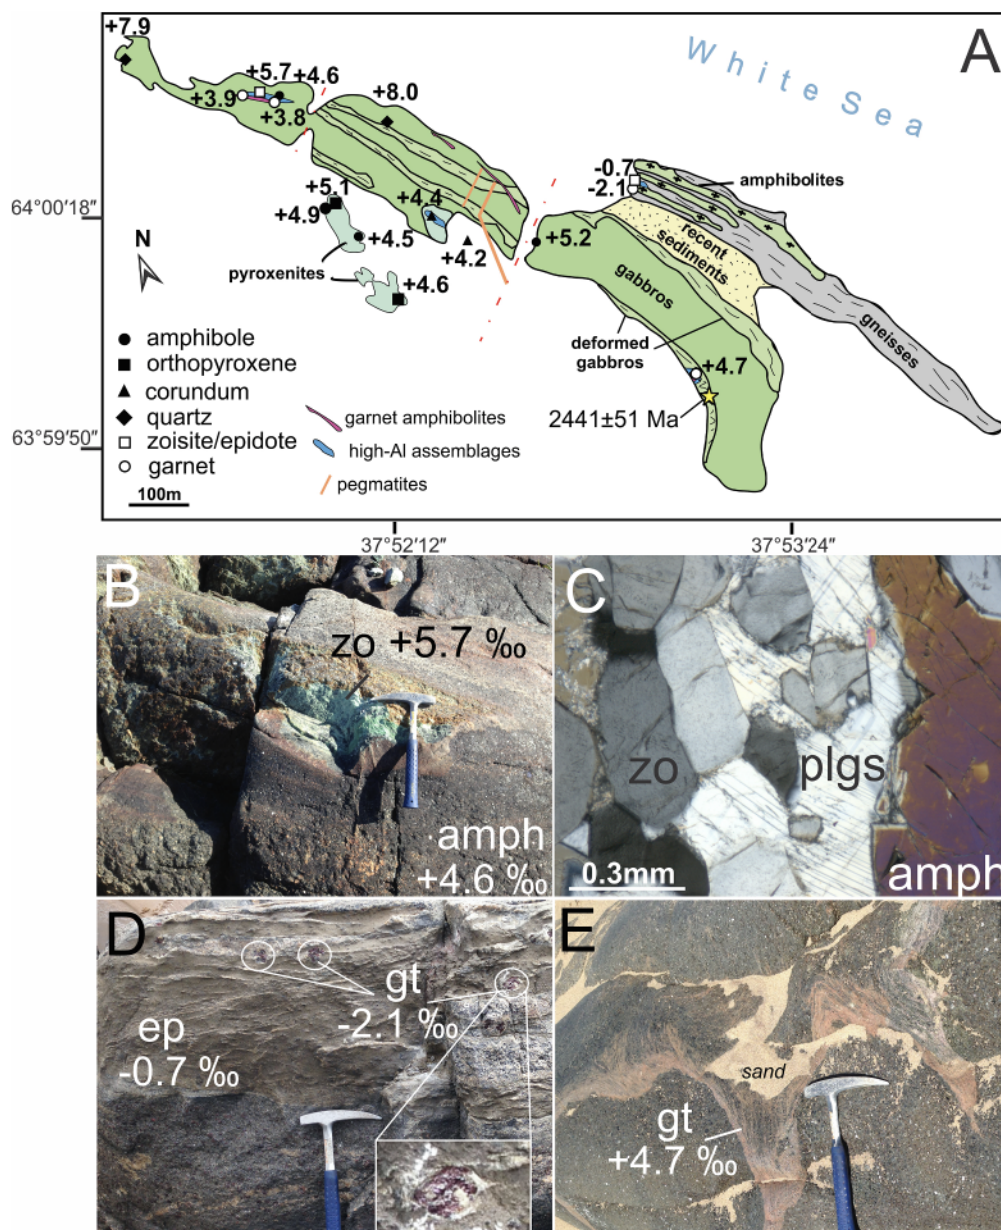 A
White Sea
+7.9
+5.7
+4.6
+3.9
+3.8
+8.0
-0.7
-2.1
amphibolites
64°00'18"
+5.1
+4.9
+4.4
+4.5
+4.2
+5.2
N
recent
sediments
pyroxenites
+4.6
gabbros
gneisses
deformed
gabbros
+4.7
2441±51 Ma
amphibole
orthopyroxene
corundum
quartz
zoisite/epidote
garnet
garnet amphibolites
high-Al assemblages
pegmatites
63°59'50"
100m
37°52'12"
37°53'24"
B
zo +5.7 ‰
amph
+4.6 ‰
C
zo
plgs
0.3mm
amph
D
gt
-2.1 ‰
ep
-0.7 ‰
E
sand
gt
+4.7 ‰